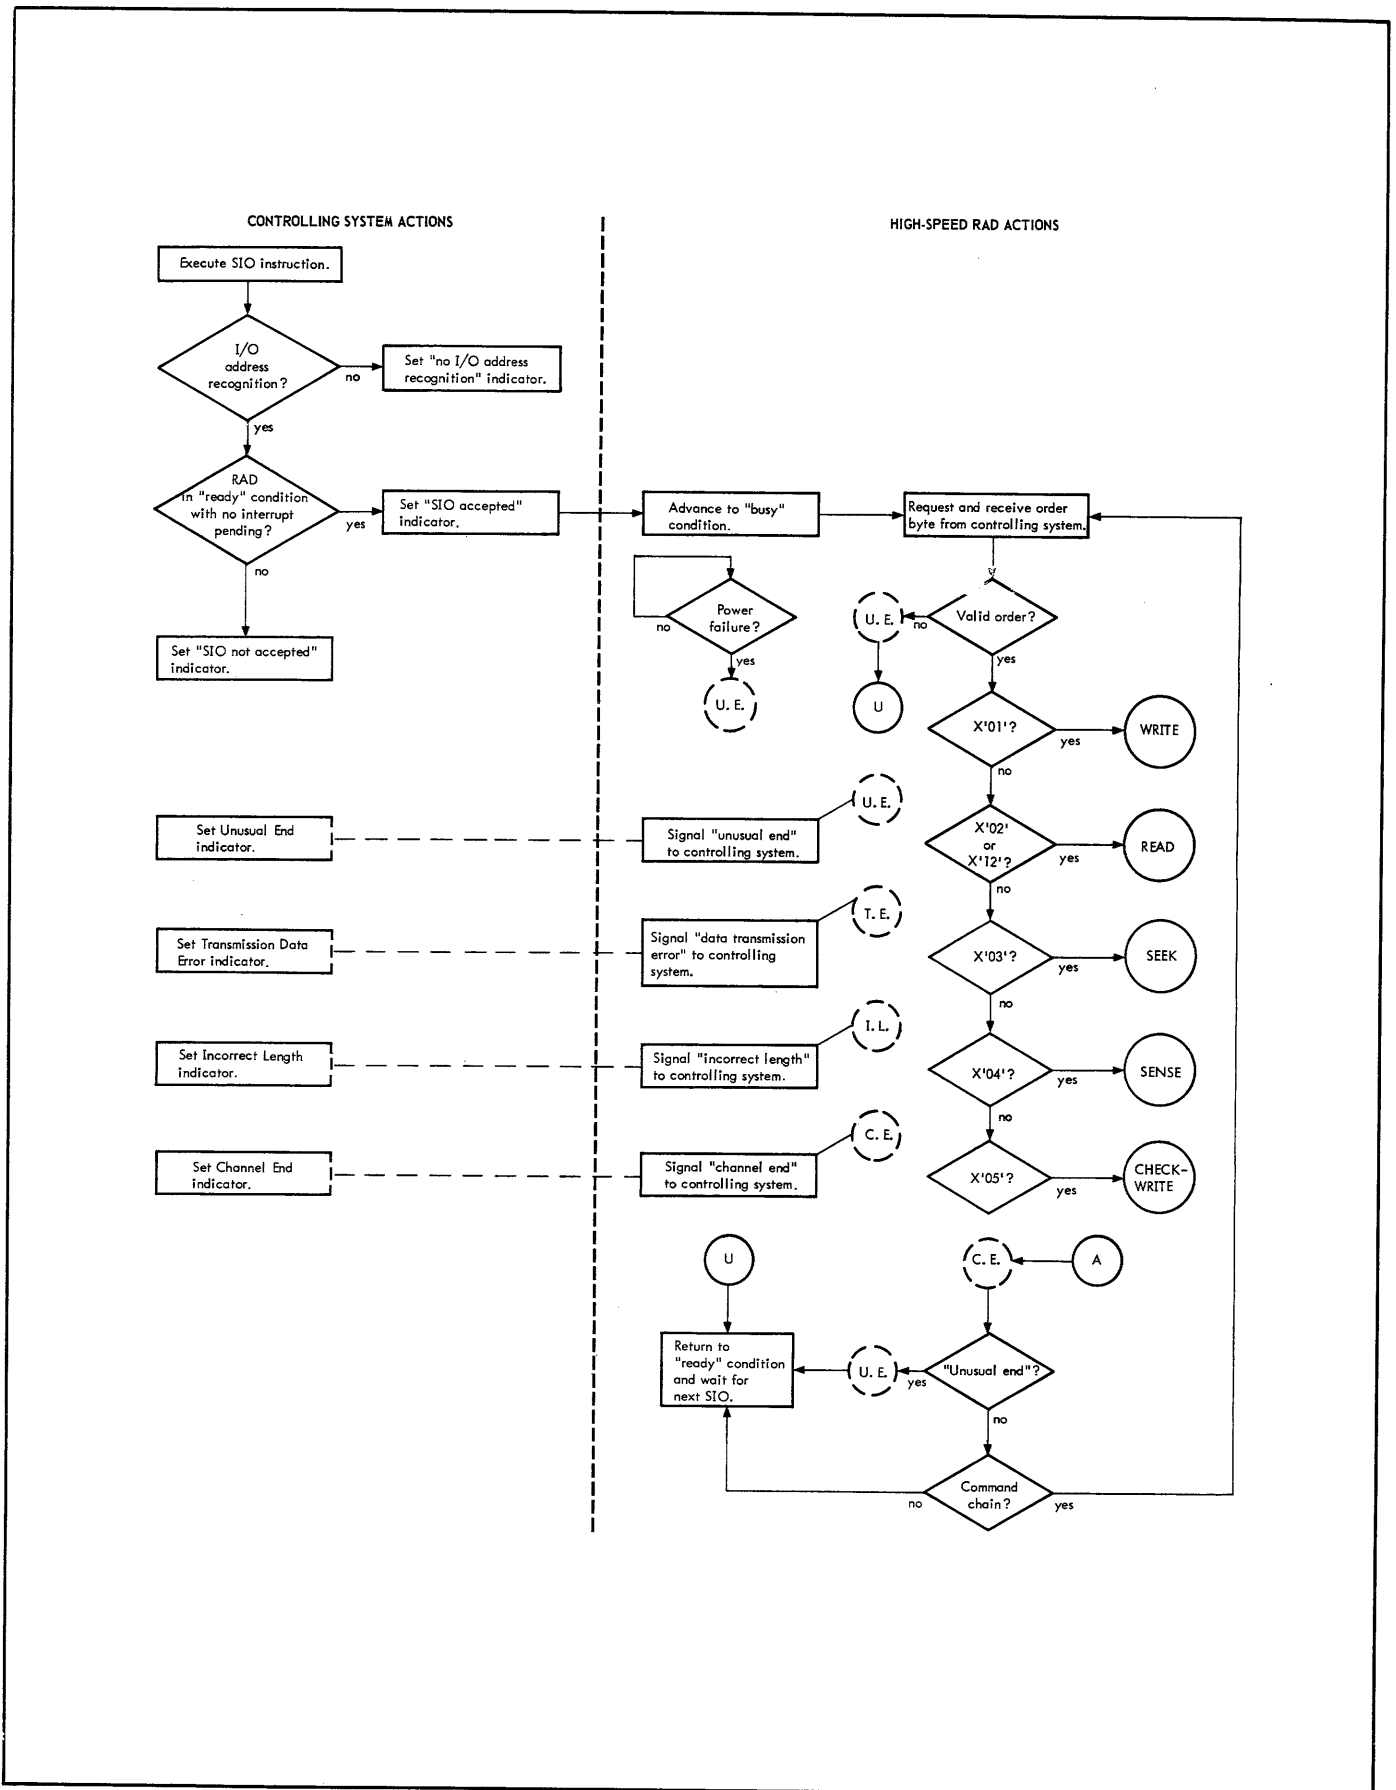 CONTROLLING SYSTEM ACTIONS
HIGH-SPEED RAD ACTIONS
Execute SIO instruction.
I/O
address
recognition?
no
Set "no I/O address
recognition" indicator.
yes
RAD
in "ready" condition
with no interrupt
pending?
yes
Set "SIO accepted"
indicator.
no
Set "SIO not accepted"
indicator.
Advance to "busy"
condition.
Request and receive order
byte from controlling system.
Power
failure?
no
yes
U. E.
Valid order?
no
U. E.
U
yes
X'01'?
yes
WRITE
no
X'02'
or
X'12'?
yes
READ
no
X'03'?
yes
SEEK
no
X'04'?
yes
SENSE
no
X'05'?
yes
CHECK-
WRITE
Set Unusual End
indicator.
Signal "unusual end"
to controlling system.
U. E.
Set Transmission Data
Error indicator.
Signal "data transmission
error" to controlling
system.
T. E.
Set Incorrect Length
indicator.
Signal "incorrect length"
to controlling system.
I. L.
Set Channel End
indicator.
Signal "channel end"
to controlling system.
C. E.
U
C. E.
A
Return to
"ready" condition
and wait for
next SIO.
U. E.
yes
"Unusual end"?
no
Command
chain?
no
yes